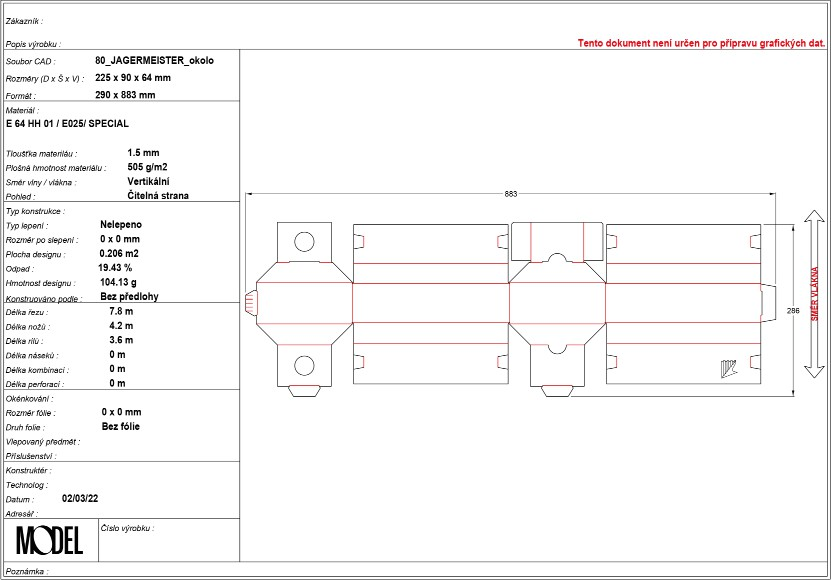 Zákazník :
Popis výrobku :
Tento dokument není určen pro přípravu grafických dat.
Soubor CAD : 80_JAGERMEISTER_okolo
Rozměry (D x Š x V) : 225 x 90 x 64 mm
Formát : 290 x 883 mm
Materiál :
E 64 HH 01 / E025/ SPECIAL
Tloušťka materilàu : 1.5 mm
Plošná hmotnost materiálu : 505 g/m2
Směr vlny / vlákna : Vertikální
Pohled : Čitelná strana
Typ konstrukce :
Typ lepení : Nelepeno
Rozměr po slepení : 0 x 0 mm
Plocha designu : 0.206 m2
Odpad : 19.43 %
Hmotnost designu : 104.13 g
Konstruováno podle : Bez předlohy
Délka řezu : 7.8 m
Délka nožů : 4.2 m
Délka rilů : 3.6 m
Délka náseků : 0 m
Délka kombinací : 0 m
Délka perforací : 0 m
Okénkování :
Rozměr fólie : 0 x 0 mm
Druh folie : Bez fólie
Vlepovaný předmět :
Příslušenství :
Konstruktér :
Technolog :
Datum : 02/03/22
Adresář :
MODEL
Číslo výrobku :
Poznámka :
883
286
SMĚR VLÁKNA